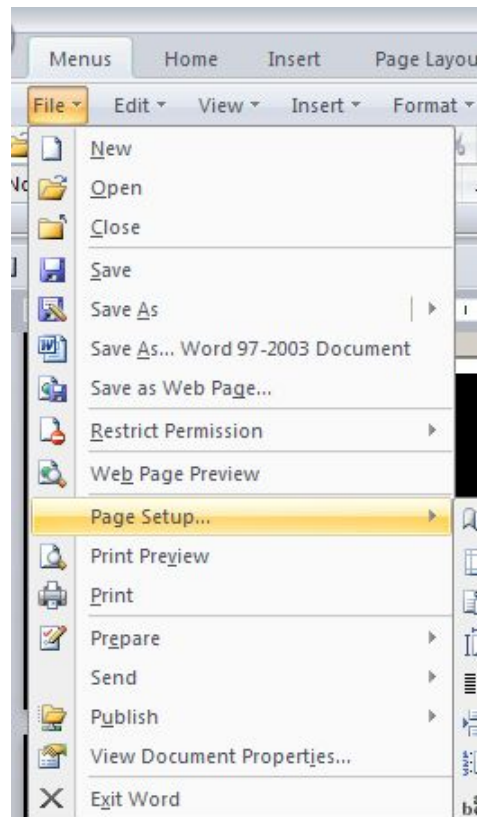 Menus Home Insert Page Layou
File Edit View Insert Format
New
Open
Close
Save
Save As
Save As... Word 97-2003 Document
Save as Web Page...
Restrict Permission
Web Page Preview
Page Setup...
Print Preview
Print
Prepare
Send
Publish
View Document Properties...
Exit Word